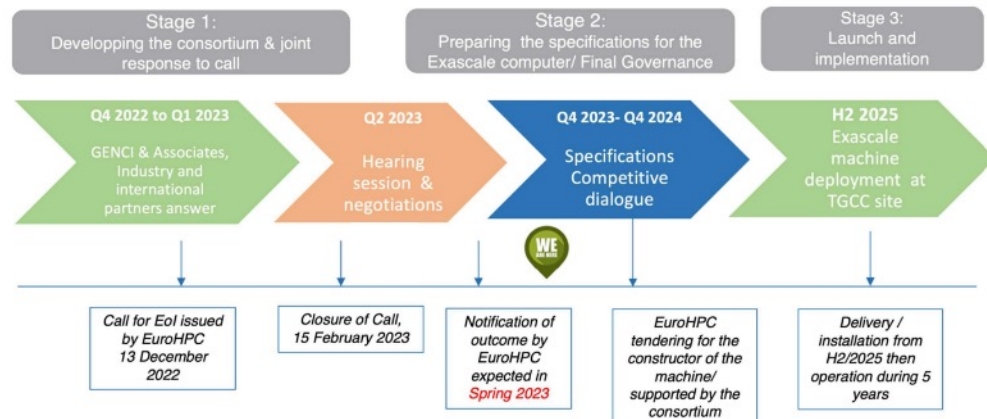 Stage 1:
Developping the consortium & joint
response to call
Stage 2:
Preparing the specifications for the
Exascale computer/ Final Governance
Stage 3:
Launch and
implementation
Q4 2022 to Q1 2023
GENCI & Associates,
Industry and
international
partners answer
Q2 2023
Hearing
session &
negotiations
Q4 2023- Q4 2024
Specifications
Competitive
dialogue
H2 2025
Exascale
machine
deployment at
TGCC site
WE
ARE HERE
Call for EoI issued
by EuroHPC
13 December
2022
Closure of Call,
15 February 2023
Notification of
outcome by
EuroHPC
expected in
Spring 2023
EuroHPC
tendering for the
constructor of the
machine/
supported by the
consortium
Delivery /
installation from
H2/2025 then
operation during 5
years